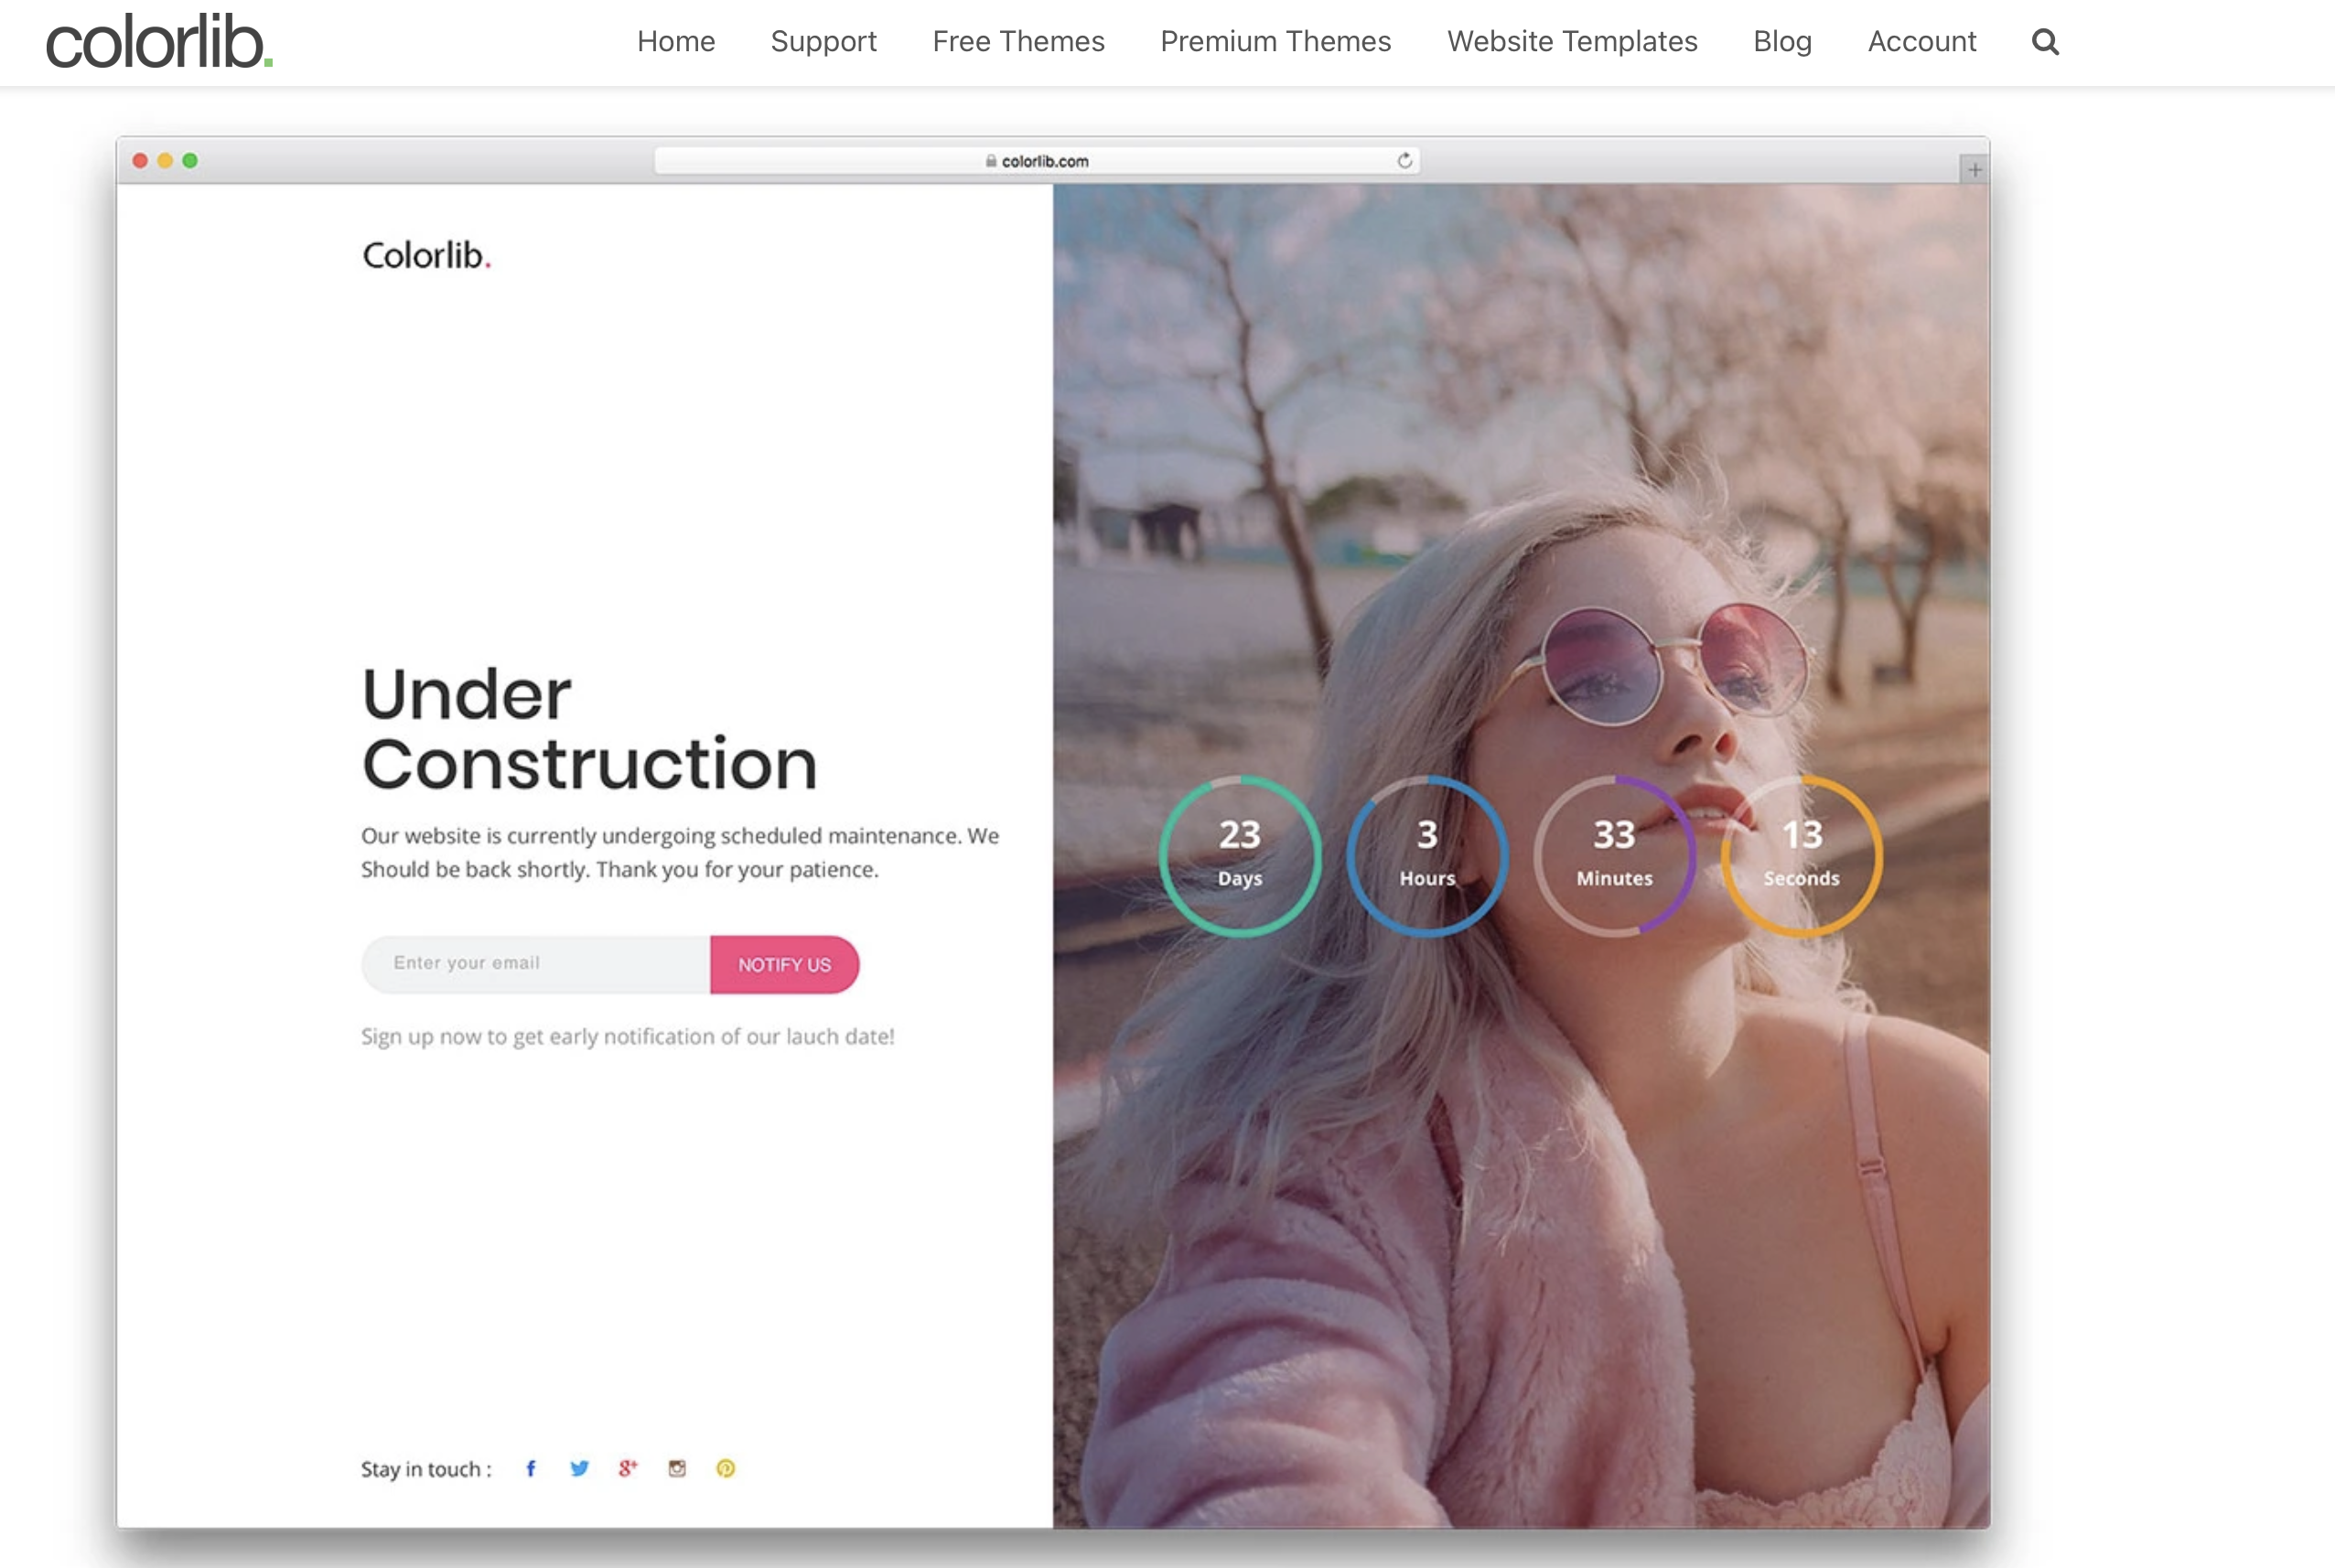 colorlib.
Home Support Free Themes Premium Themes Website Templates Blog Account
colorlib.com
Colorlib.
Under
Construction
Our website is currently undergoing scheduled maintenance. We
Should be back shortly. Thank you for your patience.
Enter your email NOTIFY US
Sign up now to get early notification of our lauch date!
Stay in touch :
23 3 33 13
Days Hours Minutes Seconds